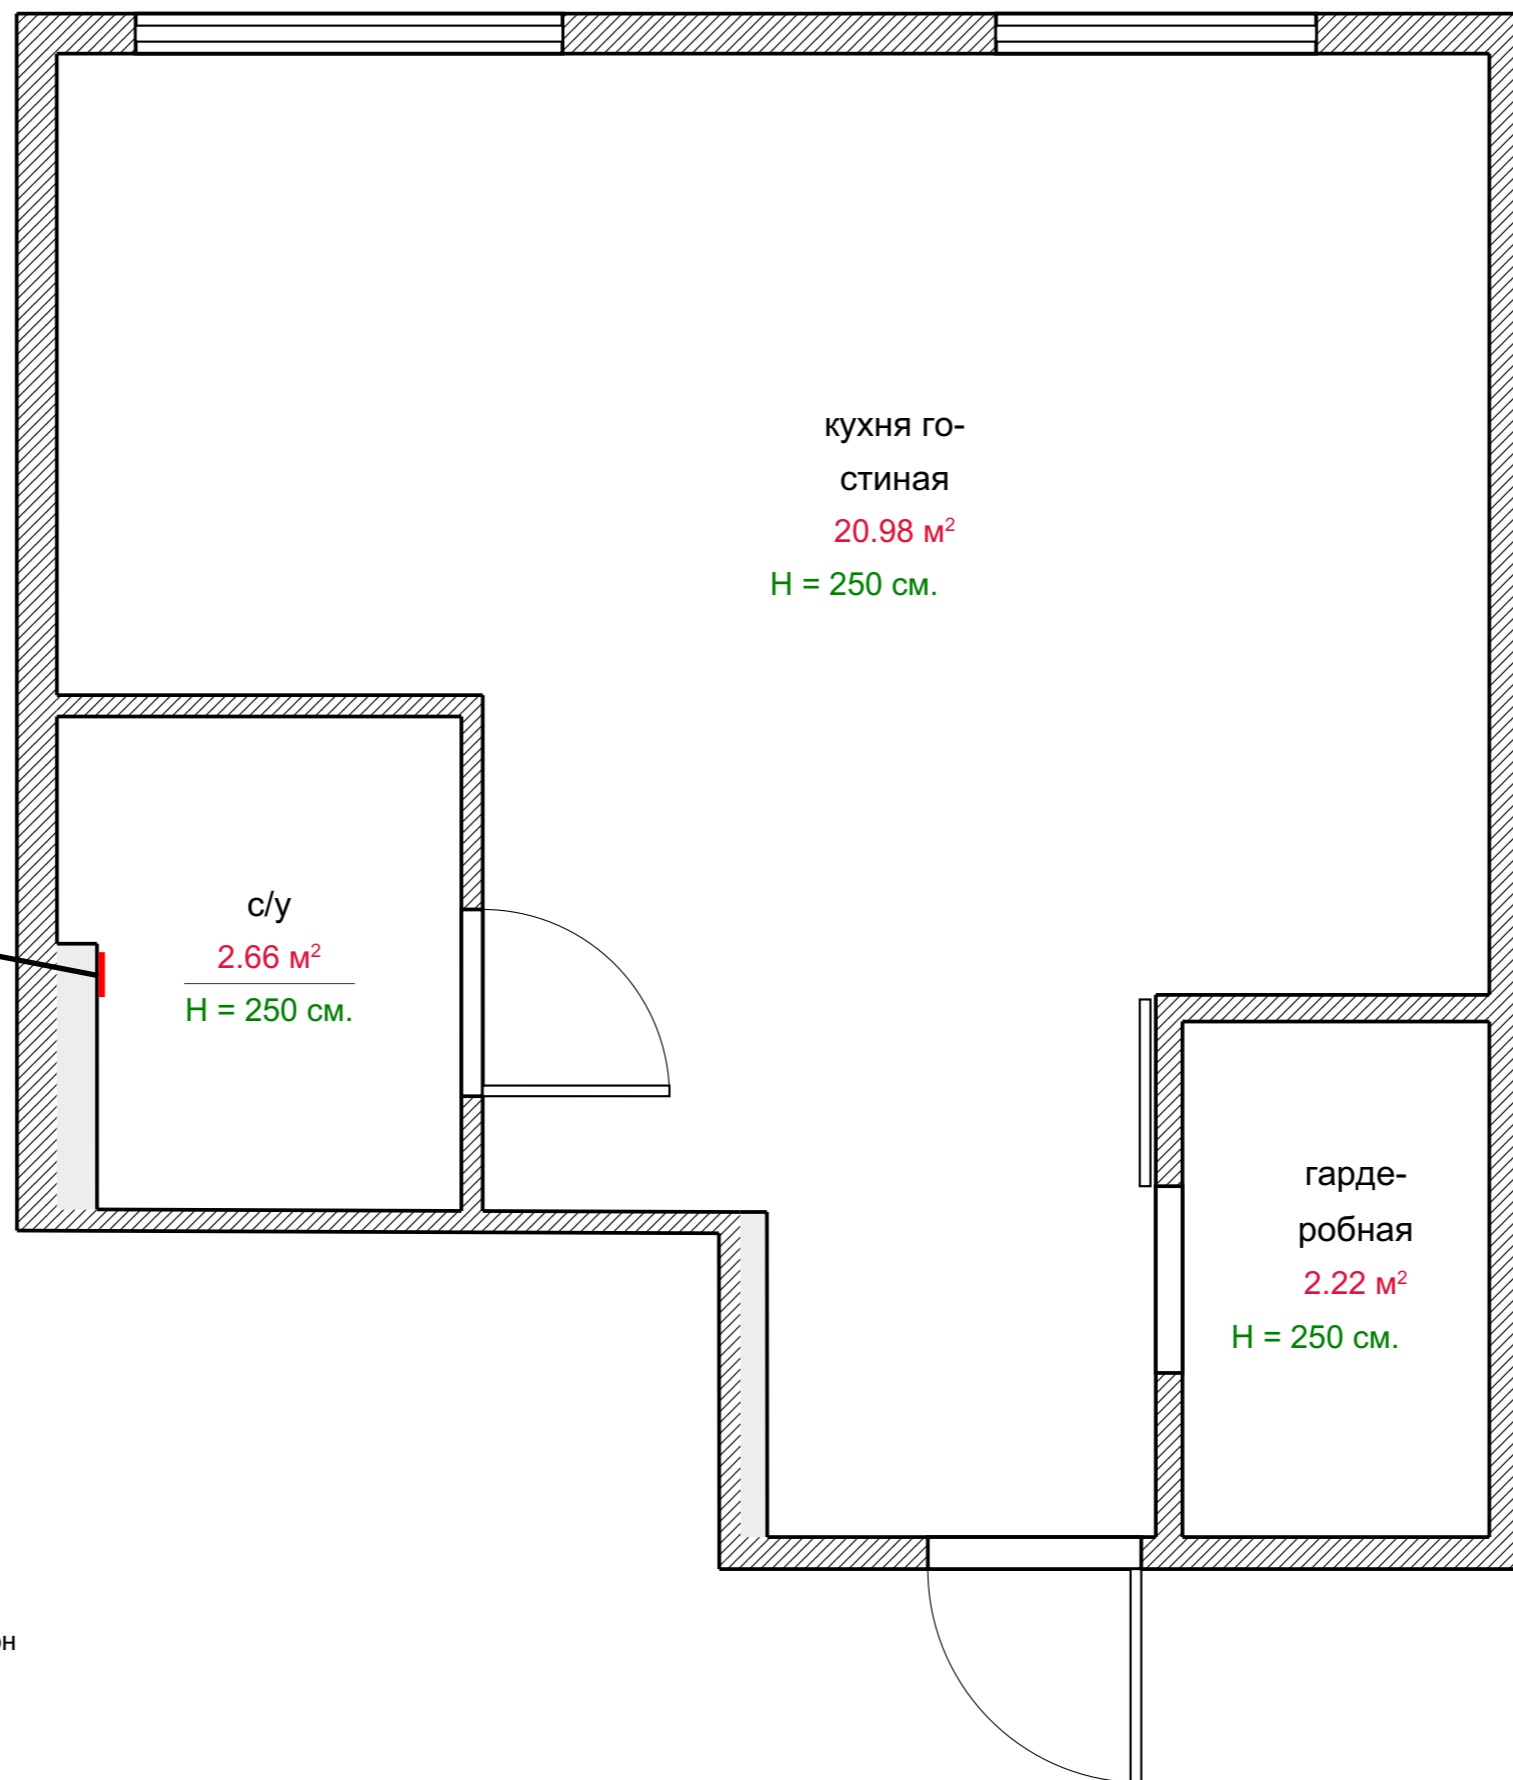 кухня го-
стиная
20.98 м²
H = 250 см.
с/у
2.66 м²
H = 250 см.
гарде-
робная
2.22 м²
H = 250 см.